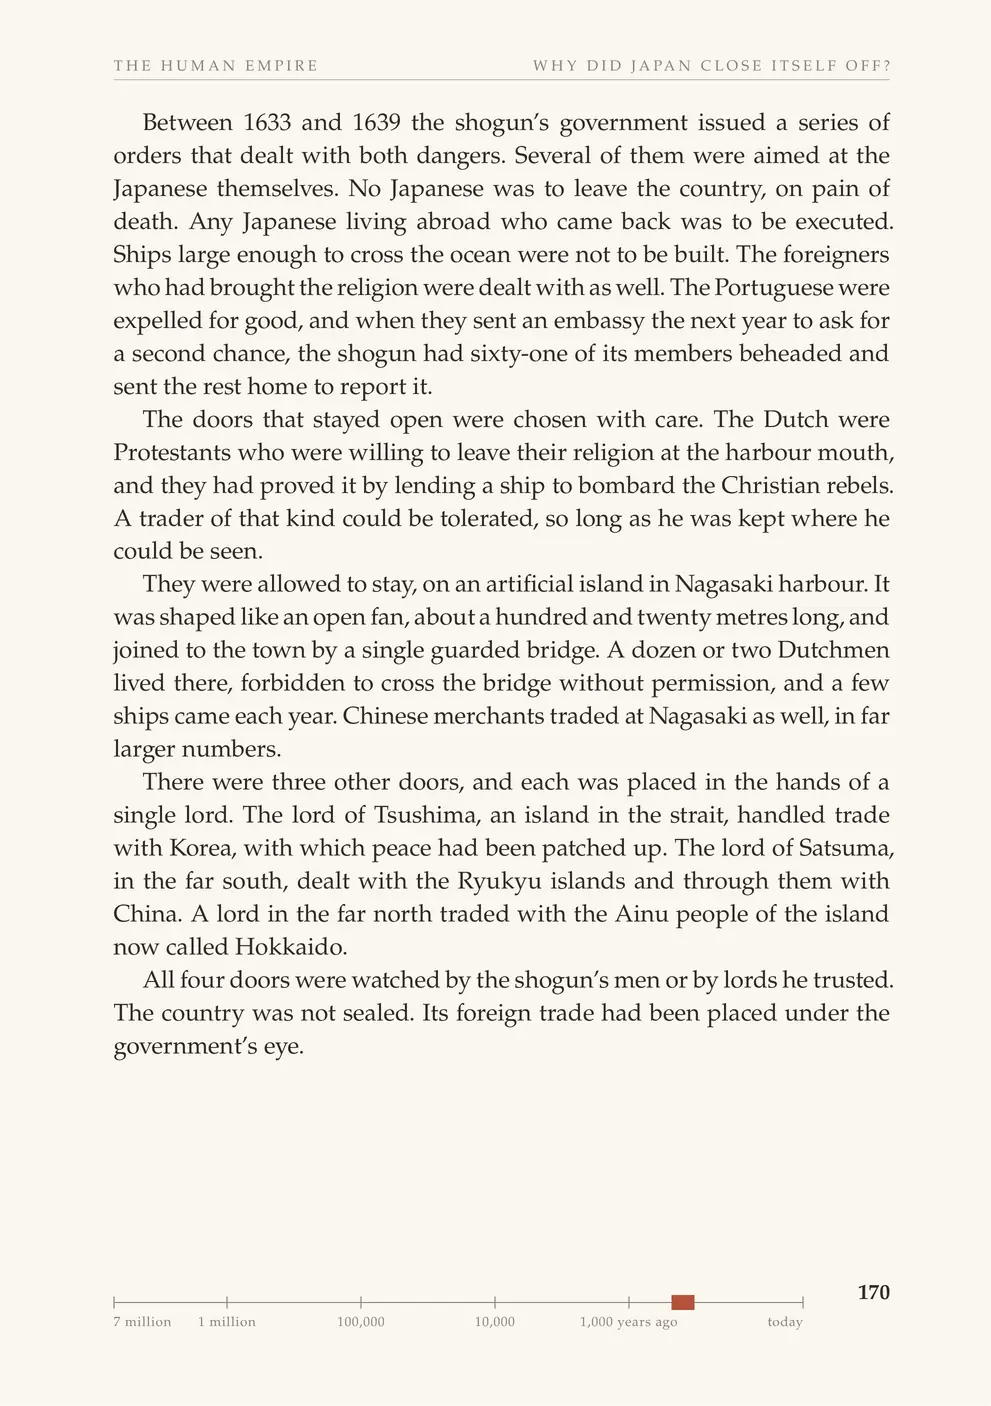 THE HUMAN EMPIRE
WHY DID JAPAN CLOSE ITSELF OFF?
Between 1633 and 1639 the shogun’s government issued a series of
orders that dealt with both dangers. Several of them were aimed at the
Japanese themselves. No Japanese was to leave the country, on pain of
death. Any Japanese living abroad who came back was to be executed.
Ships large enough to cross the ocean were not to be built. The foreigners
who had brought the religion were dealt with as well. The Portuguese were
expelled for good, and when they sent an embassy the next year to ask for
a second chance, the shogun had sixty-one of its members beheaded and
sent the rest home to report it.
The doors that stayed open were chosen with care. The Dutch were
Protestants who were willing to leave their religion at the harbour mouth,
and they had proved it by lending a ship to bombard the Christian rebels.
A trader of that kind could be tolerated, so long as he was kept where he
could be seen.
They were allowed to stay, on an artificial island in Nagasaki harbour. It
was shaped like an open fan, about a hundred and twenty metres long, and
joined to the town by a single guarded bridge. A dozen or two Dutchmen
lived there, forbidden to cross the bridge without permission, and a few
ships came each year. Chinese merchants traded at Nagasaki as well, in far
larger numbers.
There were three other doors, and each was placed in the hands of a
single lord. The lord of Tsushima, an island in the strait, handled trade
with Korea, with which peace had been patched up. The lord of Satsuma,
in the far south, dealt with the Ryukyu islands and through them with
China. A lord in the far north traded with the Ainu people of the island
now called Hokkaido.
All four doors were watched by the shogun’s men or by lords he trusted.
The country was not sealed. Its foreign trade had been placed under the
government’s eye.
170
7 million 1 million 100,000 10,000 1,000 years ago today